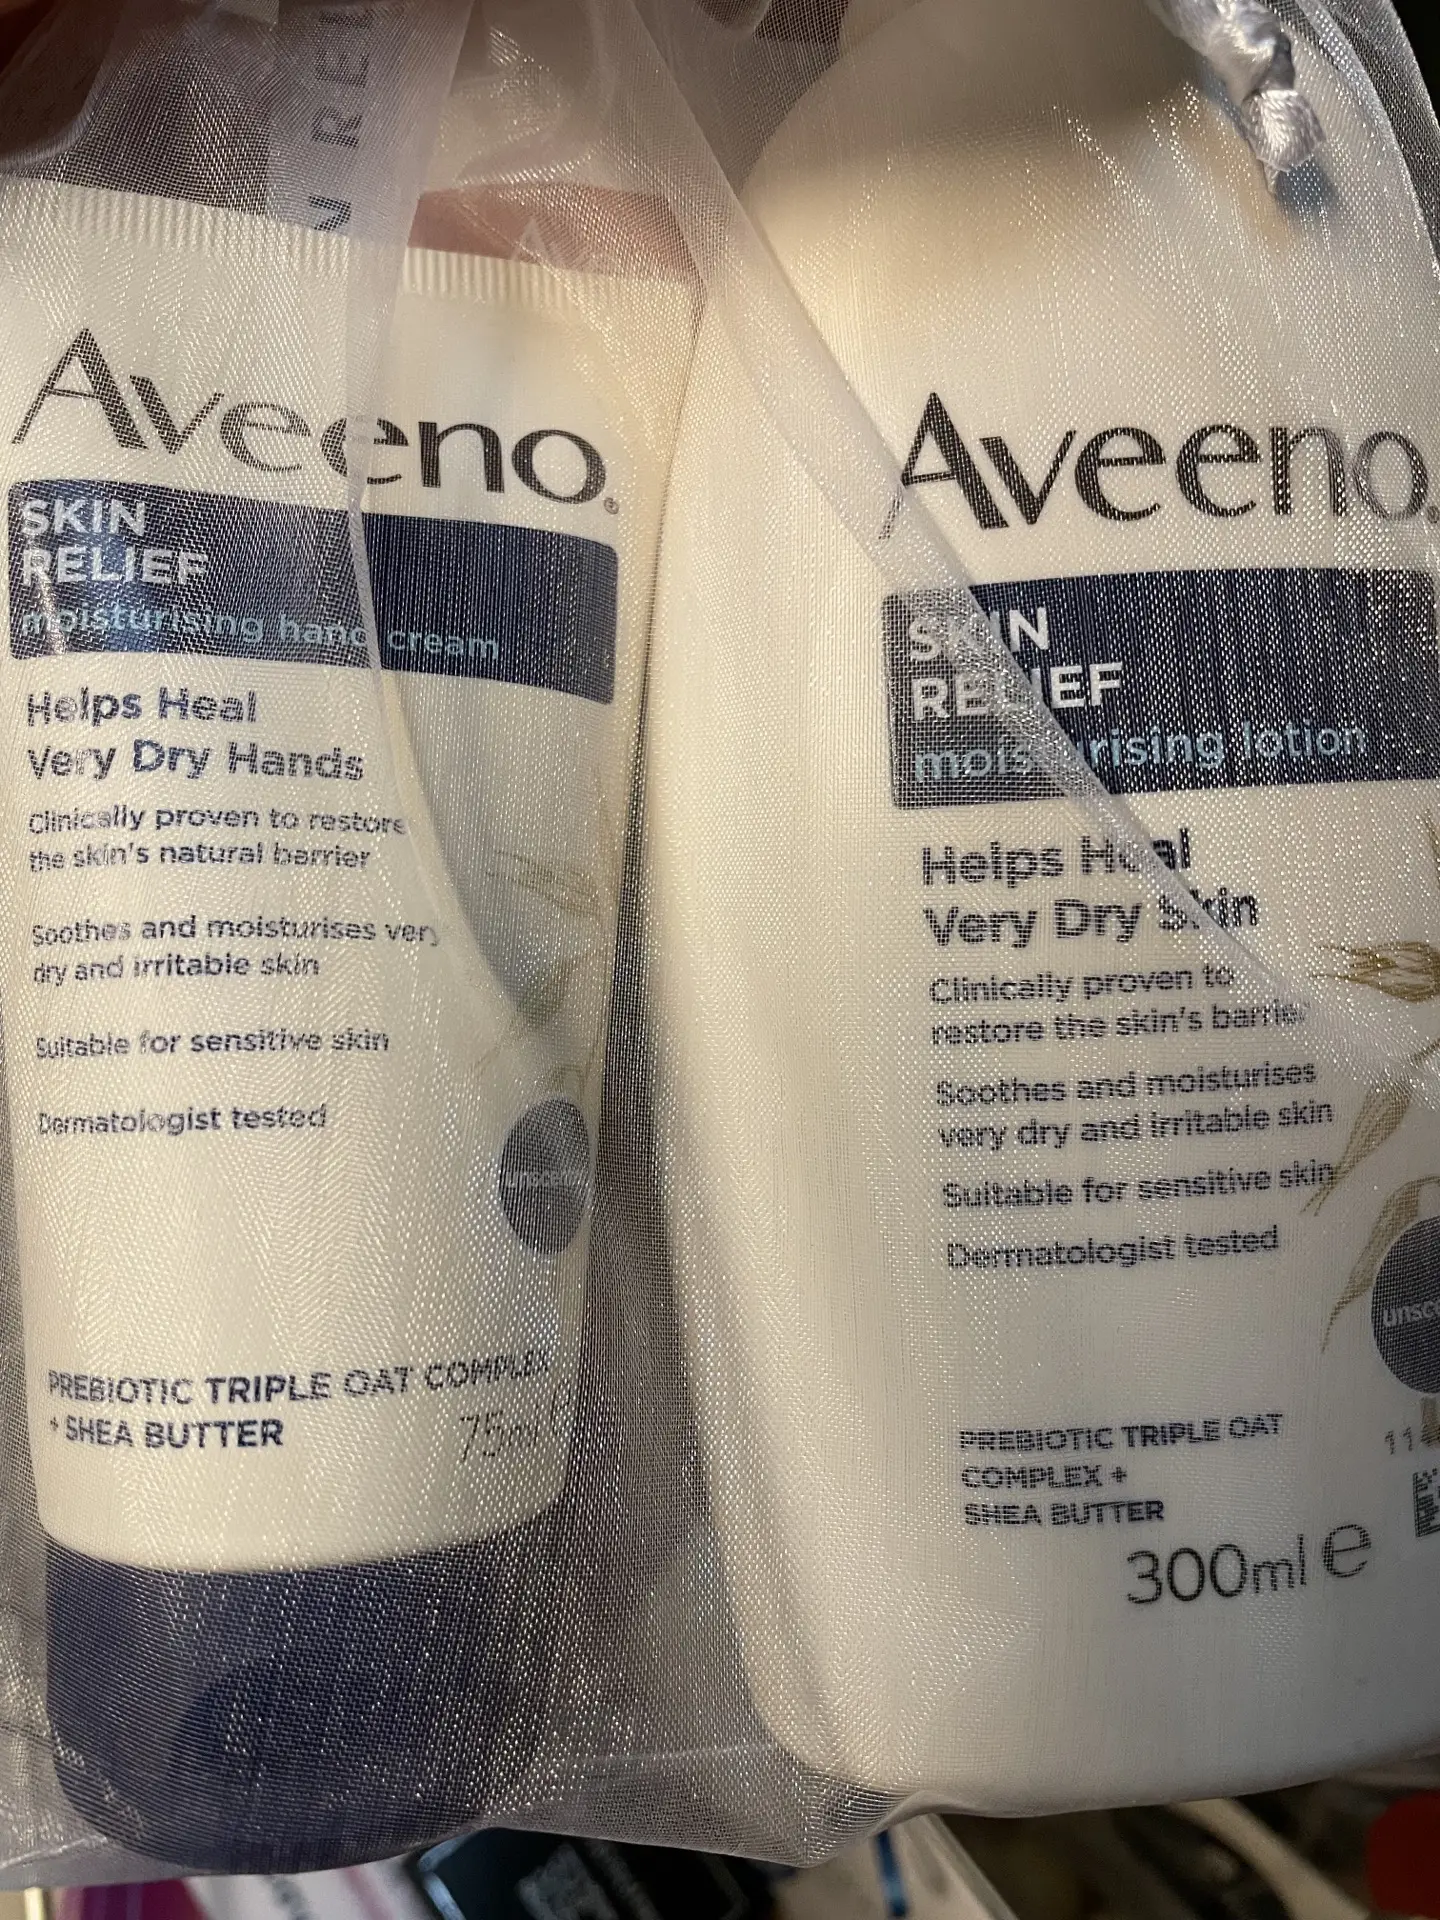 Aveeno®
SKIN
RELIEF
moisturising hand cream
Helps Heal
Very Dry Hands
Clinically proven to restore
the skin's natural barrier
Soothes and moisturises very
dry and irritable skin
Suitable for sensitive skin
Dermatologist tested
PREBIOTIC TRIPLE OAT COMPLEX
+ SHEA BUTTER
Aveeno.
SKIN
RELIEF
moisturising lotion
Helps Heal
Very Dry Skin
Clinically proven to
restore the skin's barrier
Soothes and moisturises
very dry and irritable skin
Suitable for sensitive skin
Dermatologist tested
PREBIOTIC TRIPLE OAT
COMPLEX +
SHEA BUTTER
300ml e